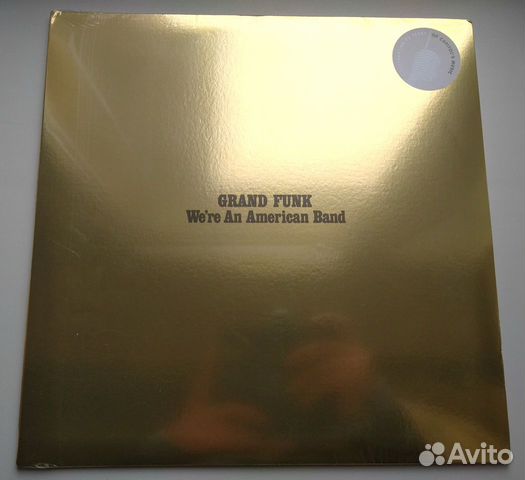 GRAND FUNK
We're An American Band
Avito